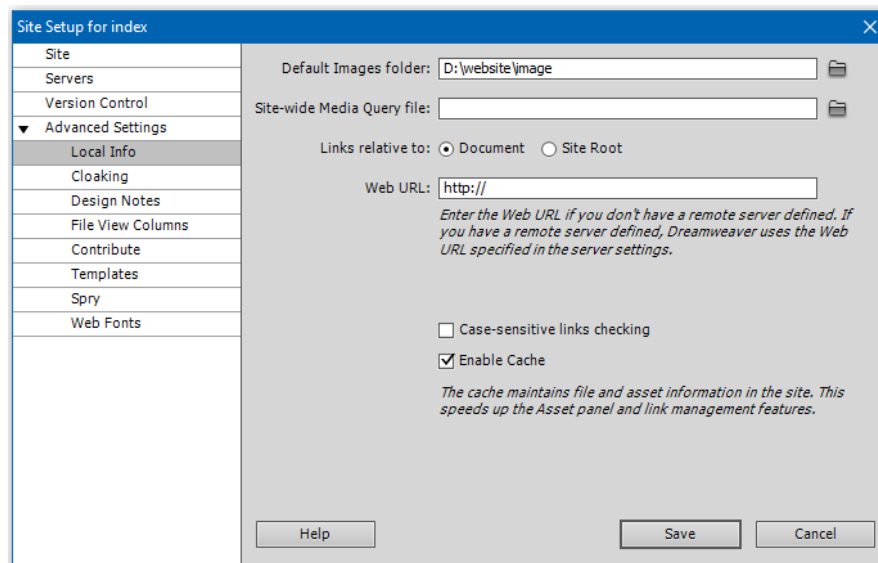 Site Setup for index
Site
Servers
Version Control
Advanced Settings
Local Info
Cloaking
Design Notes
File View Columns
Contribute
Templates
Spry
Web Fonts
Default Images folder: D:\website\image
Site-wide Media Query file:
Links relative to: Document Site Root
Web URL: http://
Enter the Web URL if you don't have a remote server defined. If
you have a remote server defined, Dreamweaver uses the Web
URL specified in the server settings.
Case-sensitive links checking
Enable Cache
The cache maintains file and asset information in the site. This
speeds up the Asset panel and link management features.
Help Save Cancel